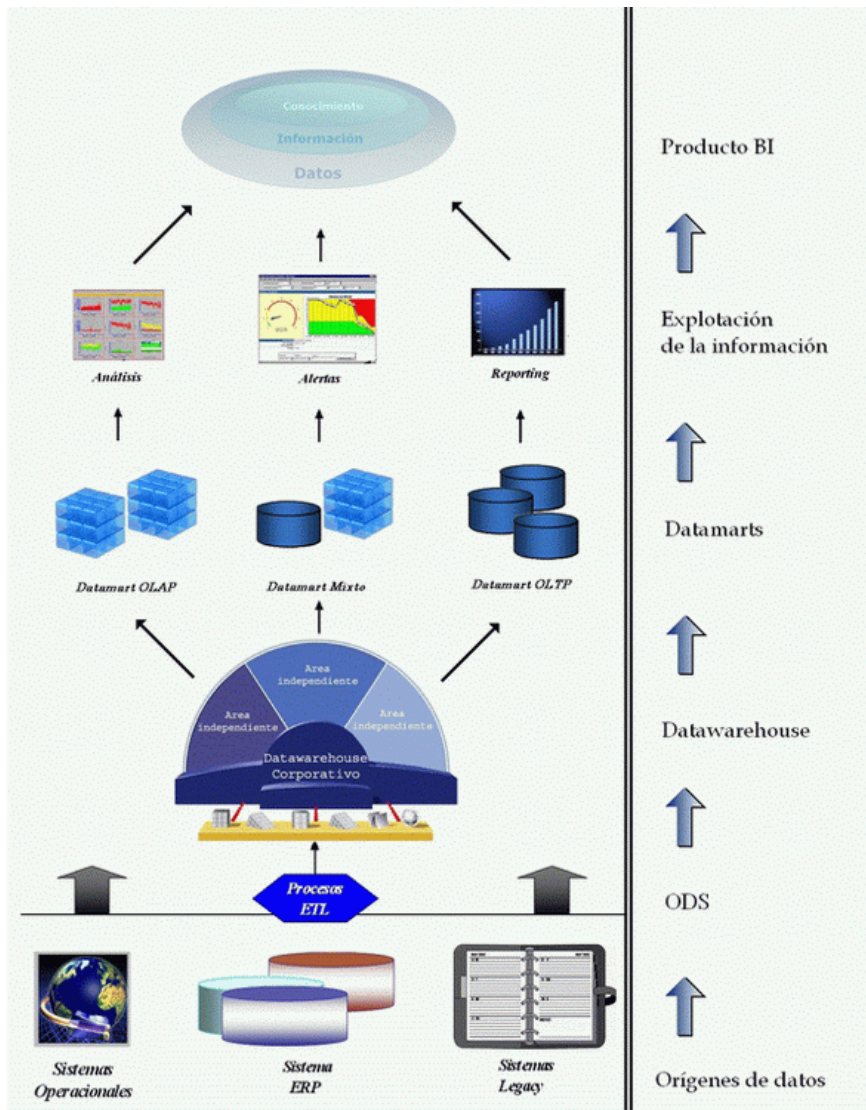 Conocimiento
Información
Datos
Producto BI
Análisis
Alertas
Reporting
Explotación
de la información
Datamart OLAP
Datamart Mixto
Datamart OLTP
Datamarts
Area
independiente
Area
independiente
Area
independiente
Datawarehouse
Corporativo
Datawarehouse
Procesos
ETL
ODS
Sistemas
Operacionales
Sistema
ERP
Sistemas
Legacy
Orígenes de datos